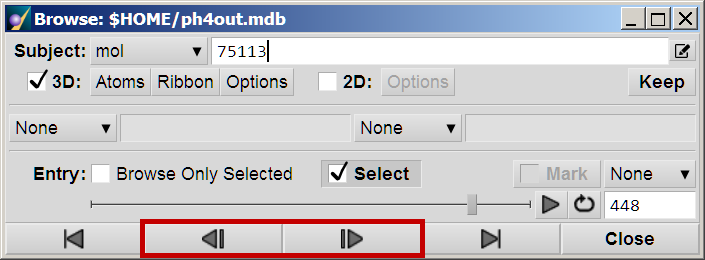 Browse: $HOME/ph4out.mdb
Subject: mol 75113
3D: Atoms Ribbon Options 2D: Options Keep
None None
Entry: Browse Only Selected Select Mark None
448
Close